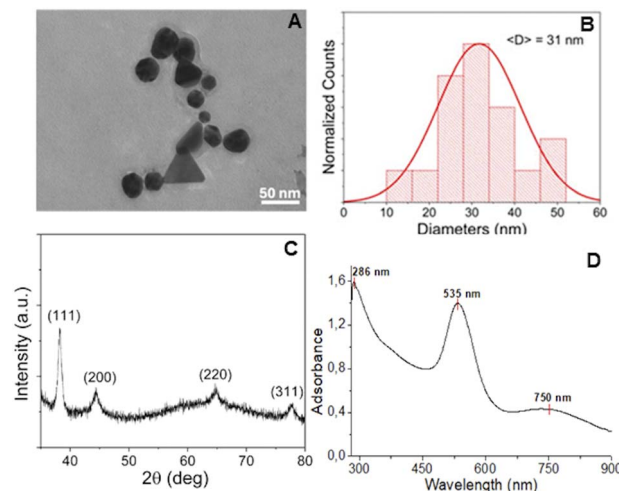 A
50 nm
B
<D> = 31 nm
Normalized Counts
0 10 20 30 40 50 60
Diameters (nm)
C
(111)
(200)
(220)
(311)
Intensity (a.u.)
40 50 60 70 80
2θ (deg)
D
286 nm
535 nm
750 nm
1,6
1,2
0,8
0,4
Adsorbance
300 450 600 750 900
Wavelength (nm)